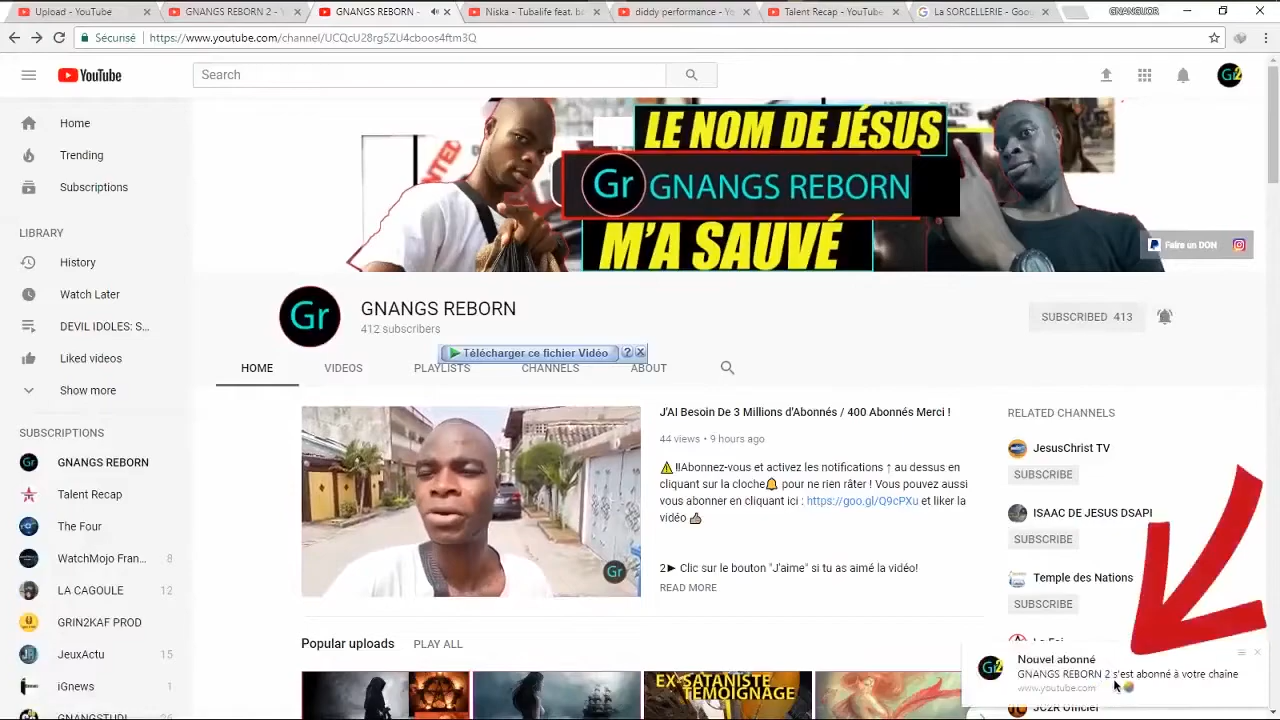 Upload - YouTube
GNANGS REBORN 2 - Y
GNANGS REBORN -
Niska - Tubalife feat. b
diddy performance - Yo
Talent Recap - YouTube
La SORCELLERIE - Goo
Sécurisé
https://www.youtube.com/channel/UCQcU28rgSZU4cboos4ftm3Q
YouTube
Search
Gr2
Home
Trending
Subscriptions
LIBRARY
History
Watch Later
DEVIL IDOLES: S...
Liked videos
Show more
SUBSCRIPTIONS
GNANGS REBORN
Talent Recap
The Four
WatchMojo Fran... 8
LA CAGOULE 12
GRIN2KAF PROD
JeuxActu 15
iGnews 1
LE NOM DE JÉSUS
Gr GNANGS REBORN
M'A SAUVÉ
Faire un DON
Gr
GNANGS REBORN
412 subscribers
SUBSCRIBED 413
Télécharger ce fichier Vidéo ? X
HOME VIDEOS PLAYLISTS CHANNELS ABOUT
Gr
J'AI Besoin De 3 Millions d'Abonnés / 400 Abonnés Merci !
44 views • 9 hours ago
⚠️!!Abonnez-vous et activez les notifications ↑ au dessus en
cliquant sur la cloche🔔 pour ne rien râter ! Vous pouvez aussi
vous abonner en cliquant ici : https://goo.gl/Q9cPXu et liker la
vidéo 👍
2► Clic sur le bouton "J'aime" si tu as aimé la vidéo!
READ MORE
Popular uploads PLAY ALL
EX-SATANISTE
TÉMOIGNAGE
RELATED CHANNELS
JesusChrist TV
SUBSCRIBE
ISAAC DE JESUS DSAPI
SUBSCRIBE
Temple des Nations
SUBSCRIBE
Gr2
Nouvel abonné
GNANGS REBORN 2 s'est abonné à votre chaîne
www.youtube.com